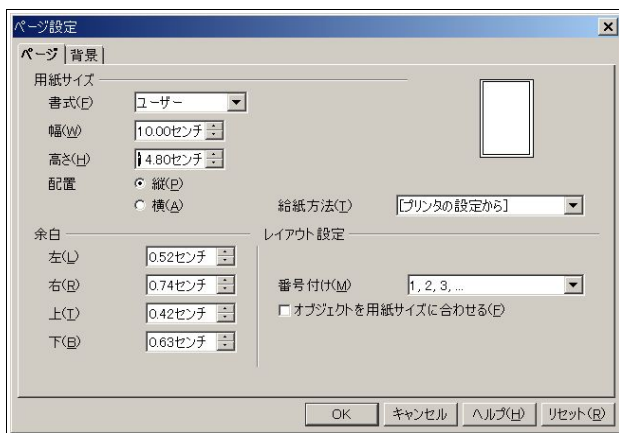 ページ設定
ページ 背景
用紙サイズ
書式(F) ユーザー
幅(W) 10.00センチ
高さ(H) 14.80センチ
配置 縦(P)
横(A)
給紙方法(T) [プリンタの設定から]
余白
レイアウト設定
左(L) 0.52センチ
右(R) 0.74センチ
番号付け(M) 1, 2, 3, ...
上(T) 0.42センチ
オブジェクトを用紙サイズに合わせる(F)
下(B) 0.63センチ
OK キャンセル ヘルプ(H) リセット(R)